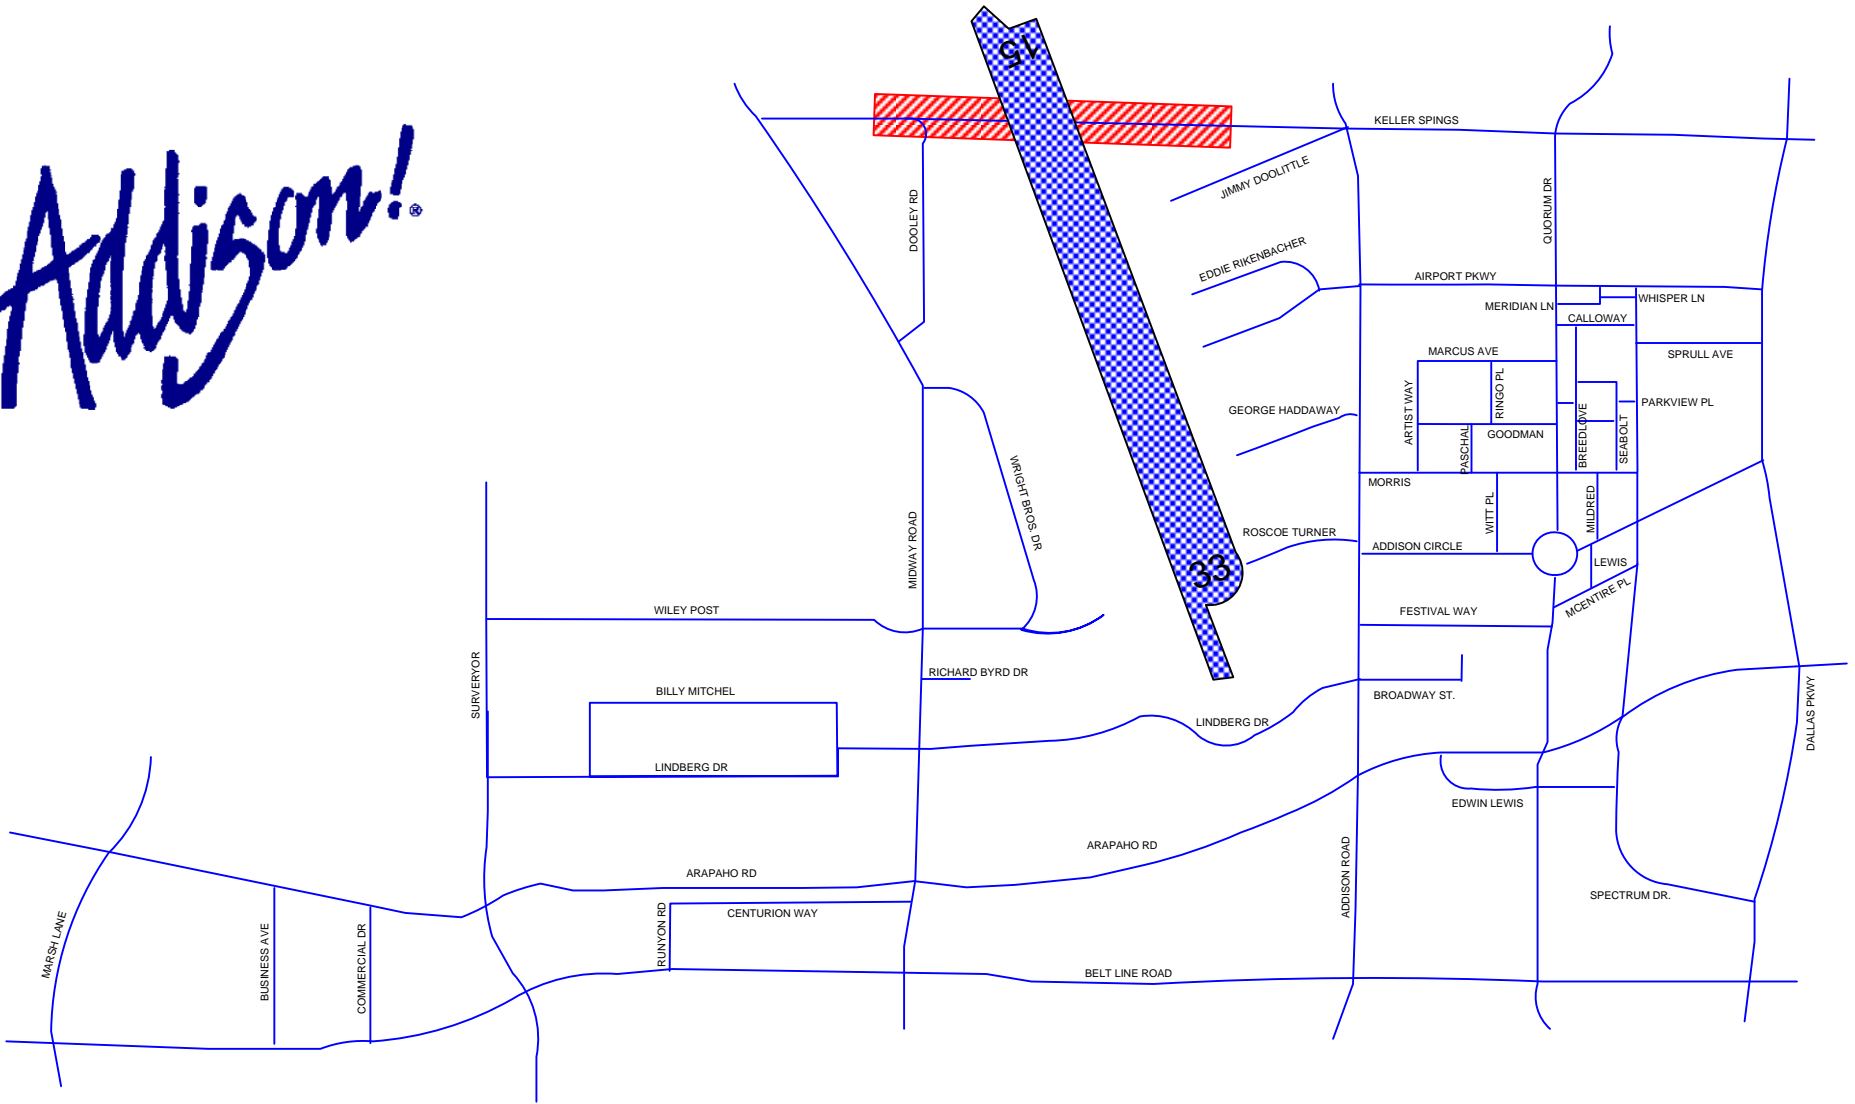 Addison!®
15
KELLER SPINGS
JIMMY DOOLITTLE
DOOLEY RD
QUORUM DR
EDDIE RIKENBACHER
AIRPORT PKWY
MERIDIAN LN
WHISPER LN
CALLOWAY
MARCUS AVE
SPRULL AVE
RINGO PL
ARTIST WAY
PARKVIEW PL
GEORGE HADDAWAY
GOODMAN
PASCHAL
BREEDLOVE
SEABOLT
MORRIS
WRIGHT BROS. DR
WITT PL
MILDRED
MIDWAY ROAD
ROSCOE TURNER
ADDISON CIRCLE
33
LEWIS
MCENTIRE PL
WILEY POST
FESTIVAL WAY
RICHARD BYRD DR
SURVERYOR
BILLY MITCHEL
BROADWAY ST.
LINDBERG DR
DALLAS PKWY
LINDBERG DR
EDWIN LEWIS
ARAPAHO RD
ARAPAHO RD
ADDISON ROAD
SPECTRUM DR.
CENTURION WAY
RUNYON RD
MARSH LANE
BUSINESS AVE
COMMERCIAL DR
BELT LINE ROAD